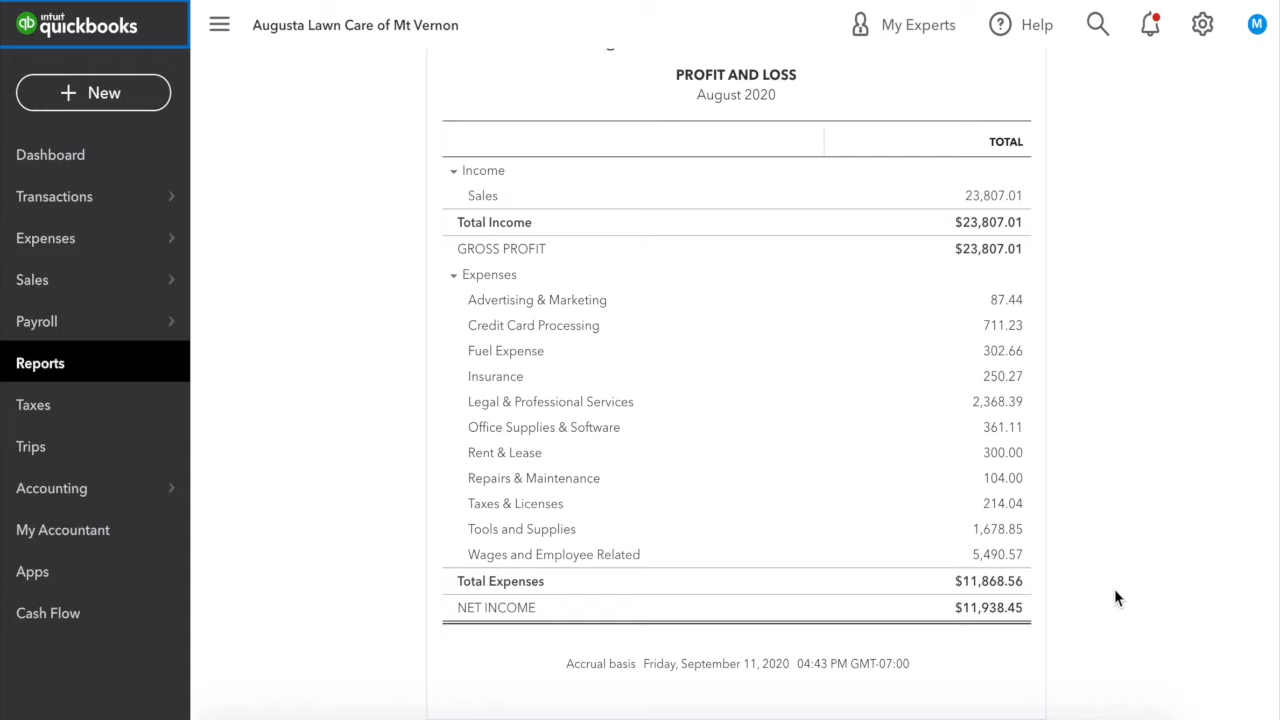 intuit
quickbooks
Augusta Lawn Care of Mt Vernon
My Experts
Help
M
+ New
Dashboard
Transactions
Expenses
Sales
Payroll
Reports
Taxes
Trips
Accounting
My Accountant
Apps
Cash Flow
PROFIT AND LOSS
August 2020
TOTAL
Income
Sales 23,807.01
Total Income $23,807.01
GROSS PROFIT $23,807.01
Expenses
Advertising & Marketing 87.44
Credit Card Processing 711.23
Fuel Expense 302.66
Insurance 250.27
Legal & Professional Services 2,368.39
Office Supplies & Software 361.11
Rent & Lease 300.00
Repairs & Maintenance 104.00
Taxes & Licenses 214.04
Tools and Supplies 1,678.85
Wages and Employee Related 5,490.57
Total Expenses $11,868.56
NET INCOME $11,938.45
Accrual basis Friday, September 11, 2020 04:43 PM GMT-07:00